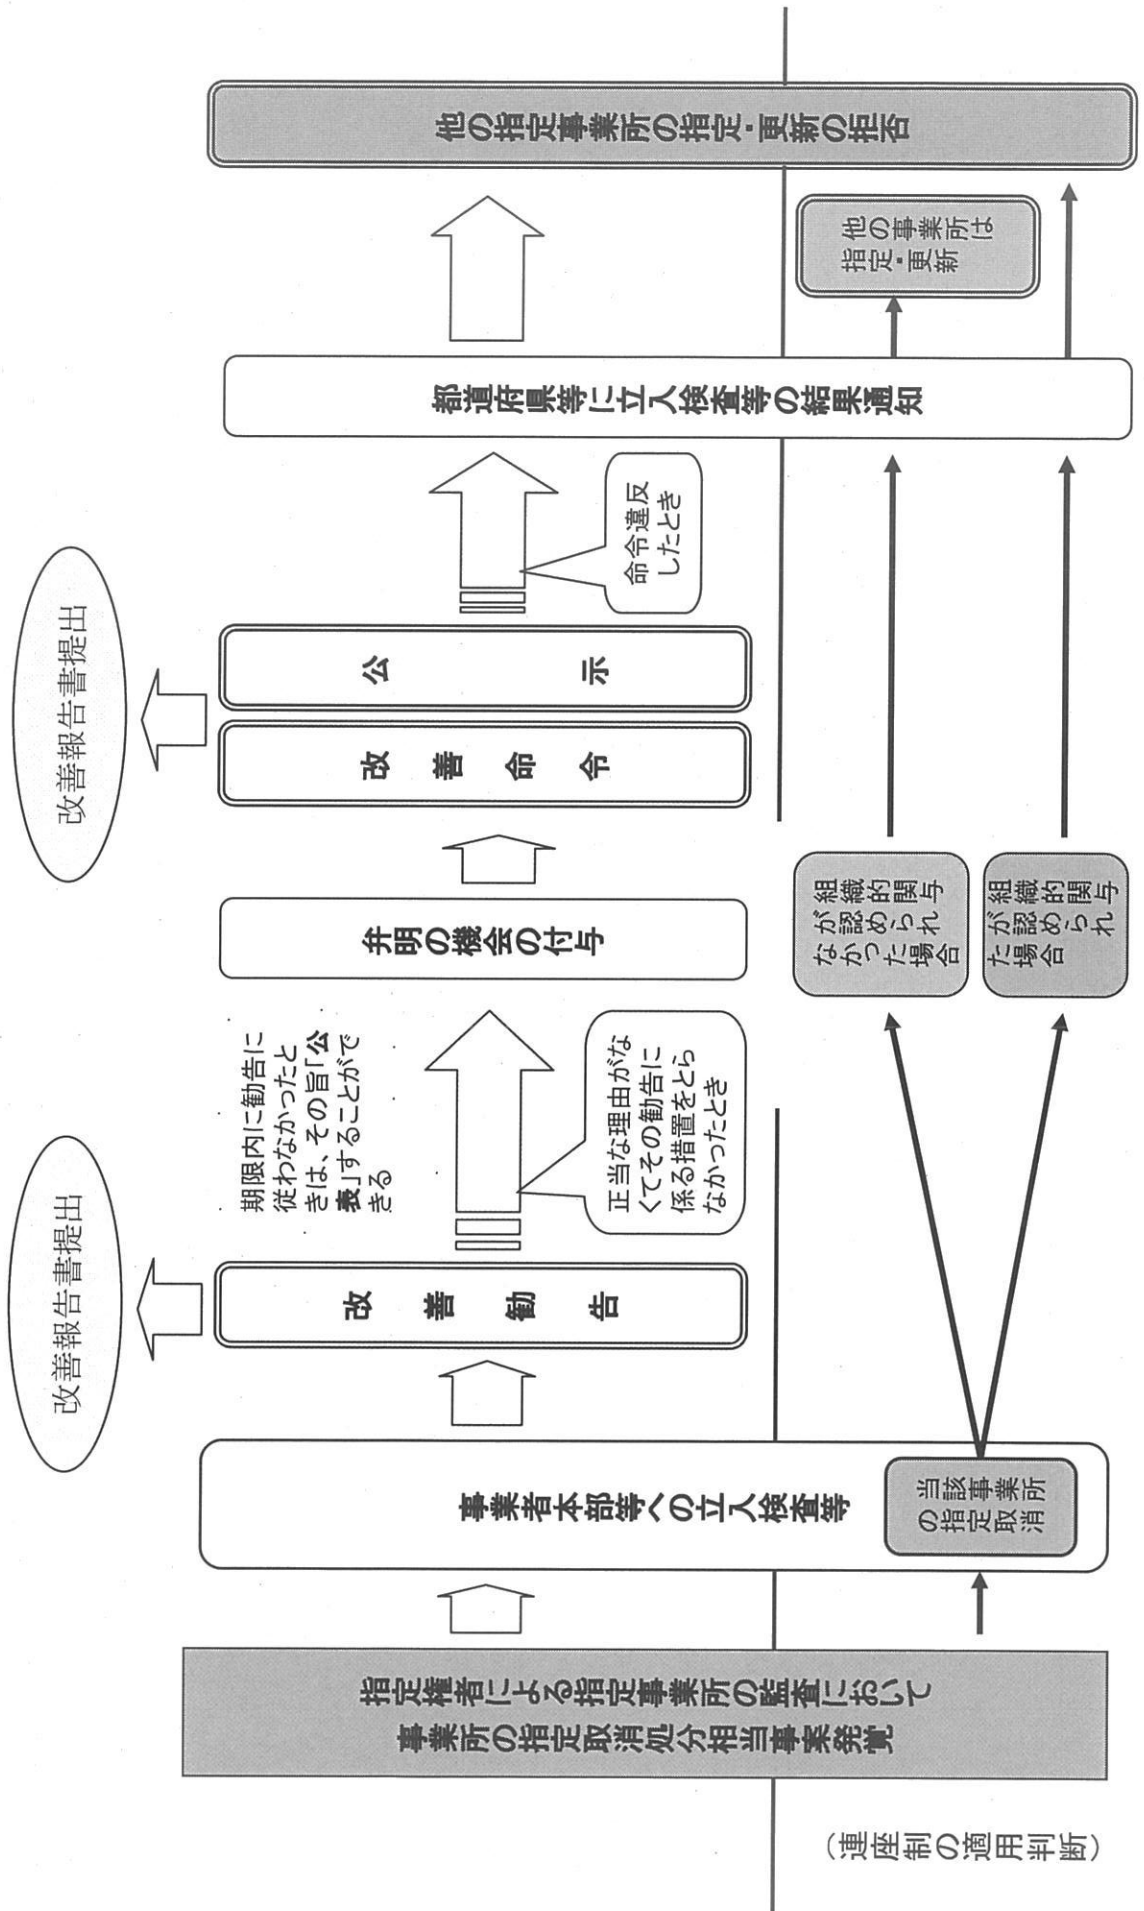 改善報告書提出
改善報告書提出
指定権者による指定事業所の監査において
事業所の指定取消処分相当事案発覚
事業者本部等への立入検査等
改善勧告
期限内に勧告に
従わなかったと
きは、その旨「公
表」することがで
きる
正当な理由がな
くてその勧告に
係る措置をとら
なかったとき
弁明の機会の付与
改善命令
公示
命令違反
したとき
都道府県等に立入検査等の結果通知
他の指定事業所の指定・更新の拒否
(連座制の適用判断)
当該事業所
の指定取消
組織的関与
が認められ
なかった場
合
組織的関与
が認められ
た場合
他の事業所は
指定・更新